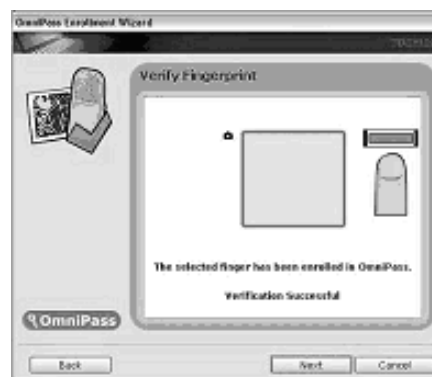 OmniPass Enrollment Wizard
Verify Fingerprint
The selected finger has been enrolled in OmniPass.
Verification Successful
OmniPass
Back
Next
Cancel